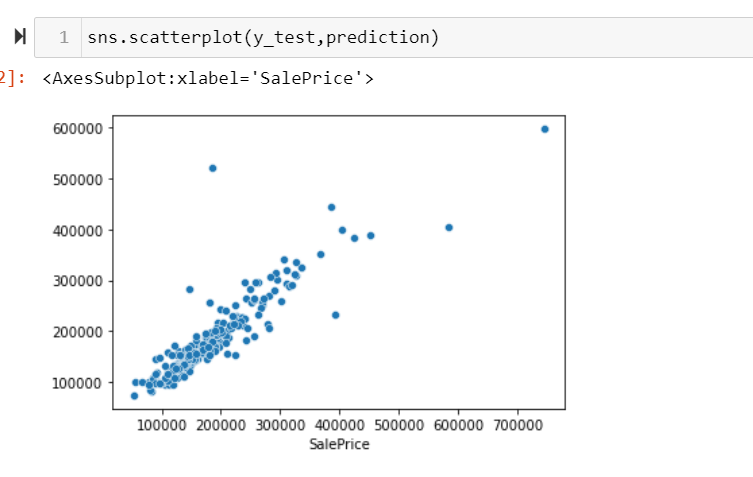 1 sns.scatterplot(y_test,prediction)
2]: <AxesSubplot:xlabel='SalePrice'>
600000
500000
400000
300000
200000
100000
100000 200000 300000 400000 500000 600000 700000
SalePrice